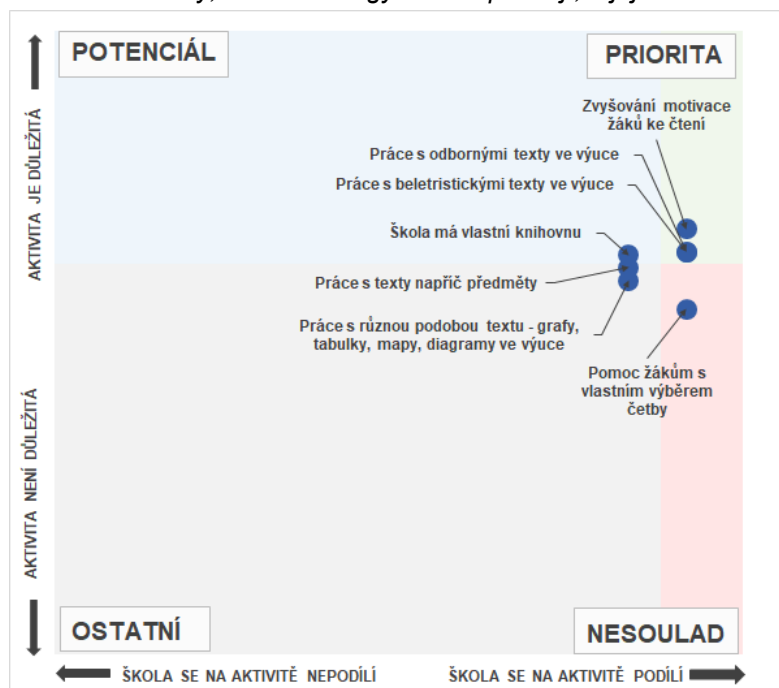 POTENCIÁL
PRIORITA
Zvyšování motivace
žáků ke čtení
Práce s odbornými texty ve výuce
Práce s beletristickými texty ve výuce
Škola má vlastní knihovnu
Práce s texty napříč předměty
Práce s různou podobou textu - grafy,
tabulky, mapy, diagramy ve výuce
Pomoc žákům s
vlastním výběrem
četby
AKTIVITA JE DŮLEŽITÁ
AKTIVITA NENÍ DŮLEŽITÁ
OSTATNÍ
NESOULAD
ŠKOLA SE NA AKTIVITĚ NEPODÍLÍ
ŠKOLA SE NA AKTIVITĚ PODÍLÍ